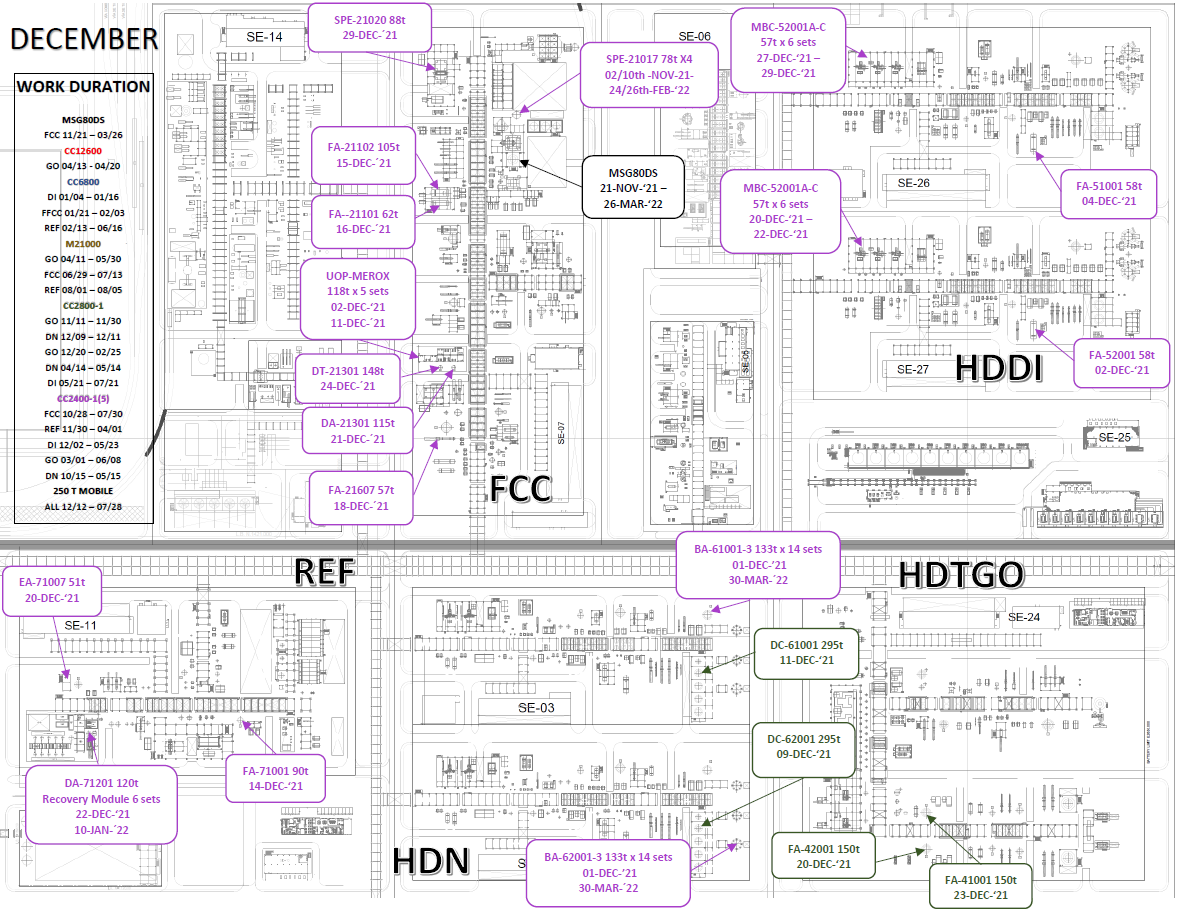 DECEMBER
WORK DURATION
MSG80DS
FCC 11/21 – 03/26
CC12600
GO 04/13 - 04/20
CC6800
DI 01/04 – 01/16
FFCC 01/21 – 02/03
REF 02/13 – 06/16
M21000
GO 04/11 – 05/30
FCC 06/29 – 07/13
REF 08/01 – 08/05
CC2800-1
GO 11/11 – 11/30
DN 12/09 – 12/11
GO 12/20 – 02/25
DN 04/14 – 05/14
DI 05/21 – 07/21
CC2400-1(5)
FCC 10/28 – 07/30
REF 11/30 – 04/01
DI 12/02 – 05/23
GO 03/01 – 06/08
DN 10/15 – 05/15
250 T MOBILE
ALL 12/12 – 07/28
SE-14
SPE-21020 88t
29-DEC-´21
SPE-21017 78t X4
02/10th -NOV-21-
24/26th-FEB-‘22
SE-06
MBC-52001A-C
57t x 6 sets
27-DEC-‘21 –
29-DEC-‘21
FA-21102 105t
15-DEC-´21
FA--21101 62t
16-DEC-´21
MSG80DS
21-NOV-‘21 –
26-MAR-‘22
MBC-52001A-C
57t x 6 sets
20-DEC-‘21 –
22-DEC-‘21
SE-26
FA-51001 58t
04-DEC-‘21
UOP-MEROX
118t x 5 sets
02-DEC-‘21
11-DEC-´21
DT-21301 148t
24-DEC-´21
DA-21301 115t
21-DEC-´21
FA-21607 57t
18-DEC-´21
SE-07
FCC
SE-05
SE-27
HDDI
FA-52001 58t
02-DEC-‘21
SE-25
REF
EA-71007 51t
20-DEC-‘21
SE-11
DA-71201 120t
Recovery Module 6 sets
22-DEC-‘21
10-JAN-´22
FA-71001 90t
14-DEC-‘21
BA-61001-3 133t x 14 sets
01-DEC-‘21
30-MAR-´22
HDTGO
SE-24
DC-61001 295t
11-DEC-‘21
SE-03
DC-62001 295t
09-DEC-‘21
HDN
S
BA-62001-3 133t x 14 sets
01-DEC-‘21
30-MAR-´22
FA-42001 150t
20-DEC-‘21
FA-41001 150t
23-DEC-‘21